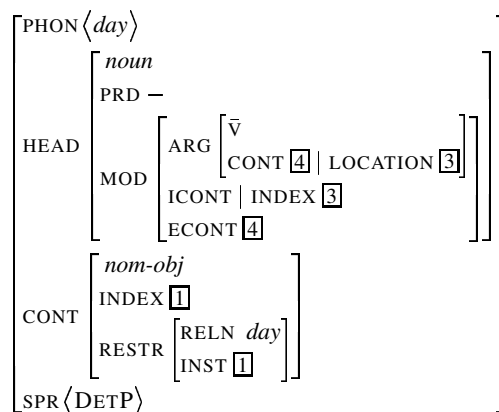 PHON ⟨day⟩
noun
PRD −
HEAD
V̄
ARG
CONT 4 | LOCATION 3
MOD
ICONT | INDEX 3
ECONT 4
nom-obj
INDEX 1
CONT
RELN day
RESTR
INST 1
SPR ⟨DETP⟩